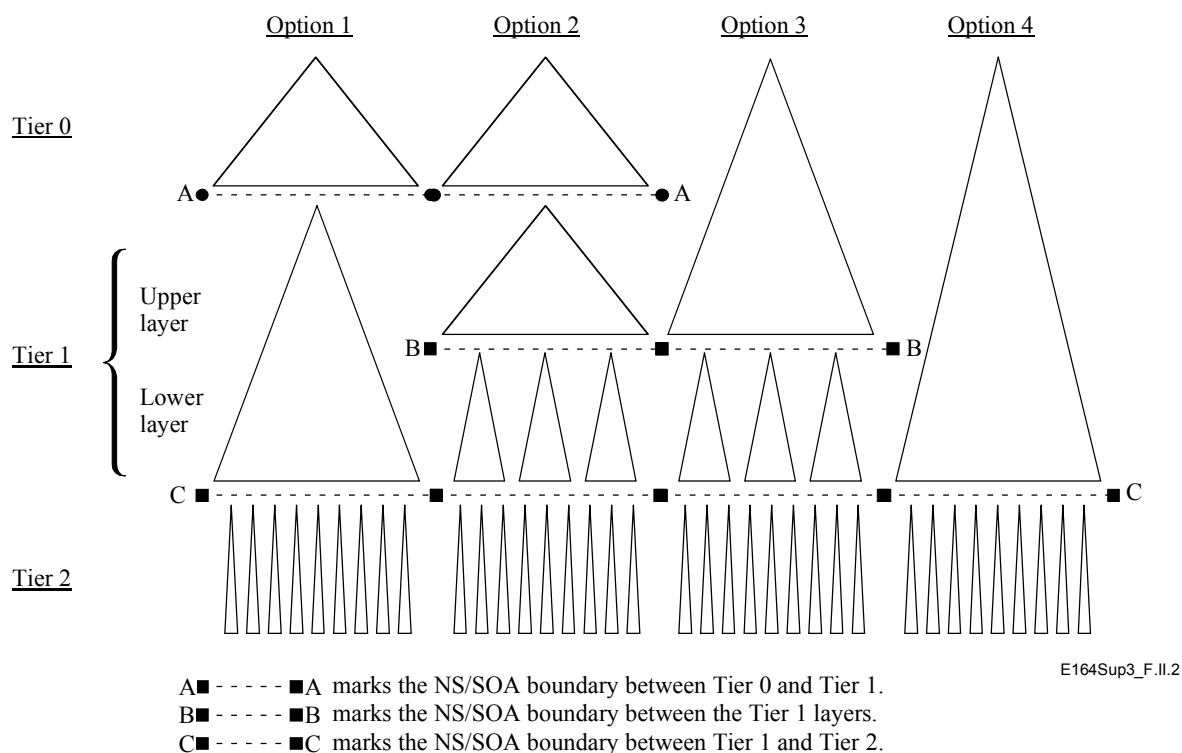 Option 1 Option 2 Option 3 Option 4
Tier 0
A A
Upper
layer
Tier 1
B B
Lower
layer
C C
Tier 2
E164Sup3_F.II.2
A■ - - - - - ■A marks the NS/SOA boundary between Tier 0 and Tier 1.
B■ - - - - - ■B marks the NS/SOA boundary between the Tier 1 layers.
C■ - - - - - ■C marks the NS/SOA boundary between Tier 1 and Tier 2.